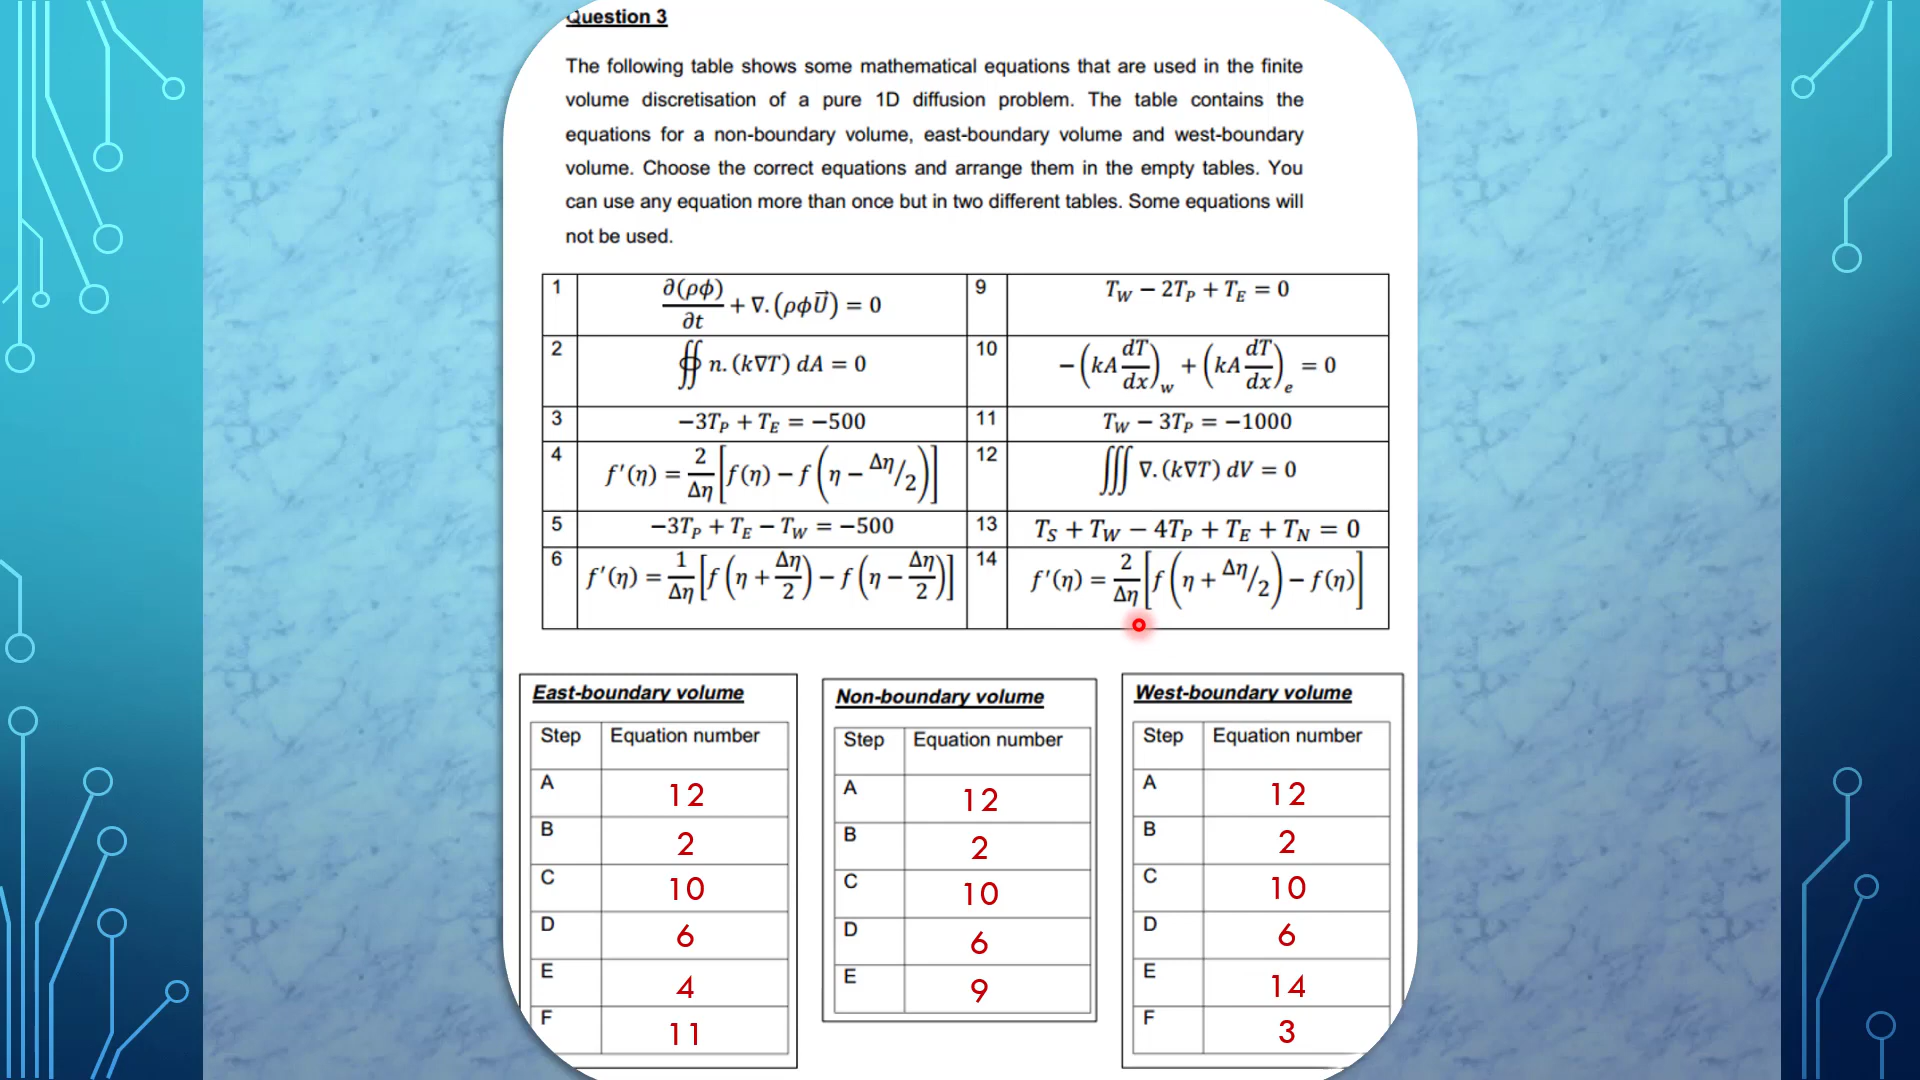 Question 3
The following table shows some mathematical equations that are used in the finite
volume discretisation of a pure 1D diffusion problem. The table contains the
equations for a non-boundary volume, east-boundary volume and west-boundary
volume. Choose the correct equations and arrange them in the empty tables. You
can use any equation more than once but in two different tables. Some equations will
not be used.
1 ∂(ρϕ)/∂t + ∇.(ρϕU⃗) = 0 9 T_W − 2T_P + T_E = 0
2 ∯ n.(k∇T) dA = 0 10 −(kA dT/dx)_w + (kA dT/dx)_e = 0
3 −3T_P + T_E = −500 11 T_W − 3T_P = −1000
4 f′(η) = 2/Δη [f(η) − f(η − Δη/2)] 12 ∭ ∇.(k∇T) dV = 0
5 −3T_P + T_E − T_W = −500 13 T_S + T_W − 4T_P + T_E + T_N = 0
6 f′(η) = 1/Δη [f(η + Δη/2) − f(η − Δη/2)] 14 f′(η) = 2/Δη [f(η + Δη/2) − f(η)]
East-boundary volume
Step Equation number
A 12
B 2
C 10
D 6
E 4
F 11
Non-boundary volume
Step Equation number
A 12
B 2
C 10
D 6
E 9
West-boundary volume
Step Equation number
A 12
B 2
C 10
D 6
E 14
F 3